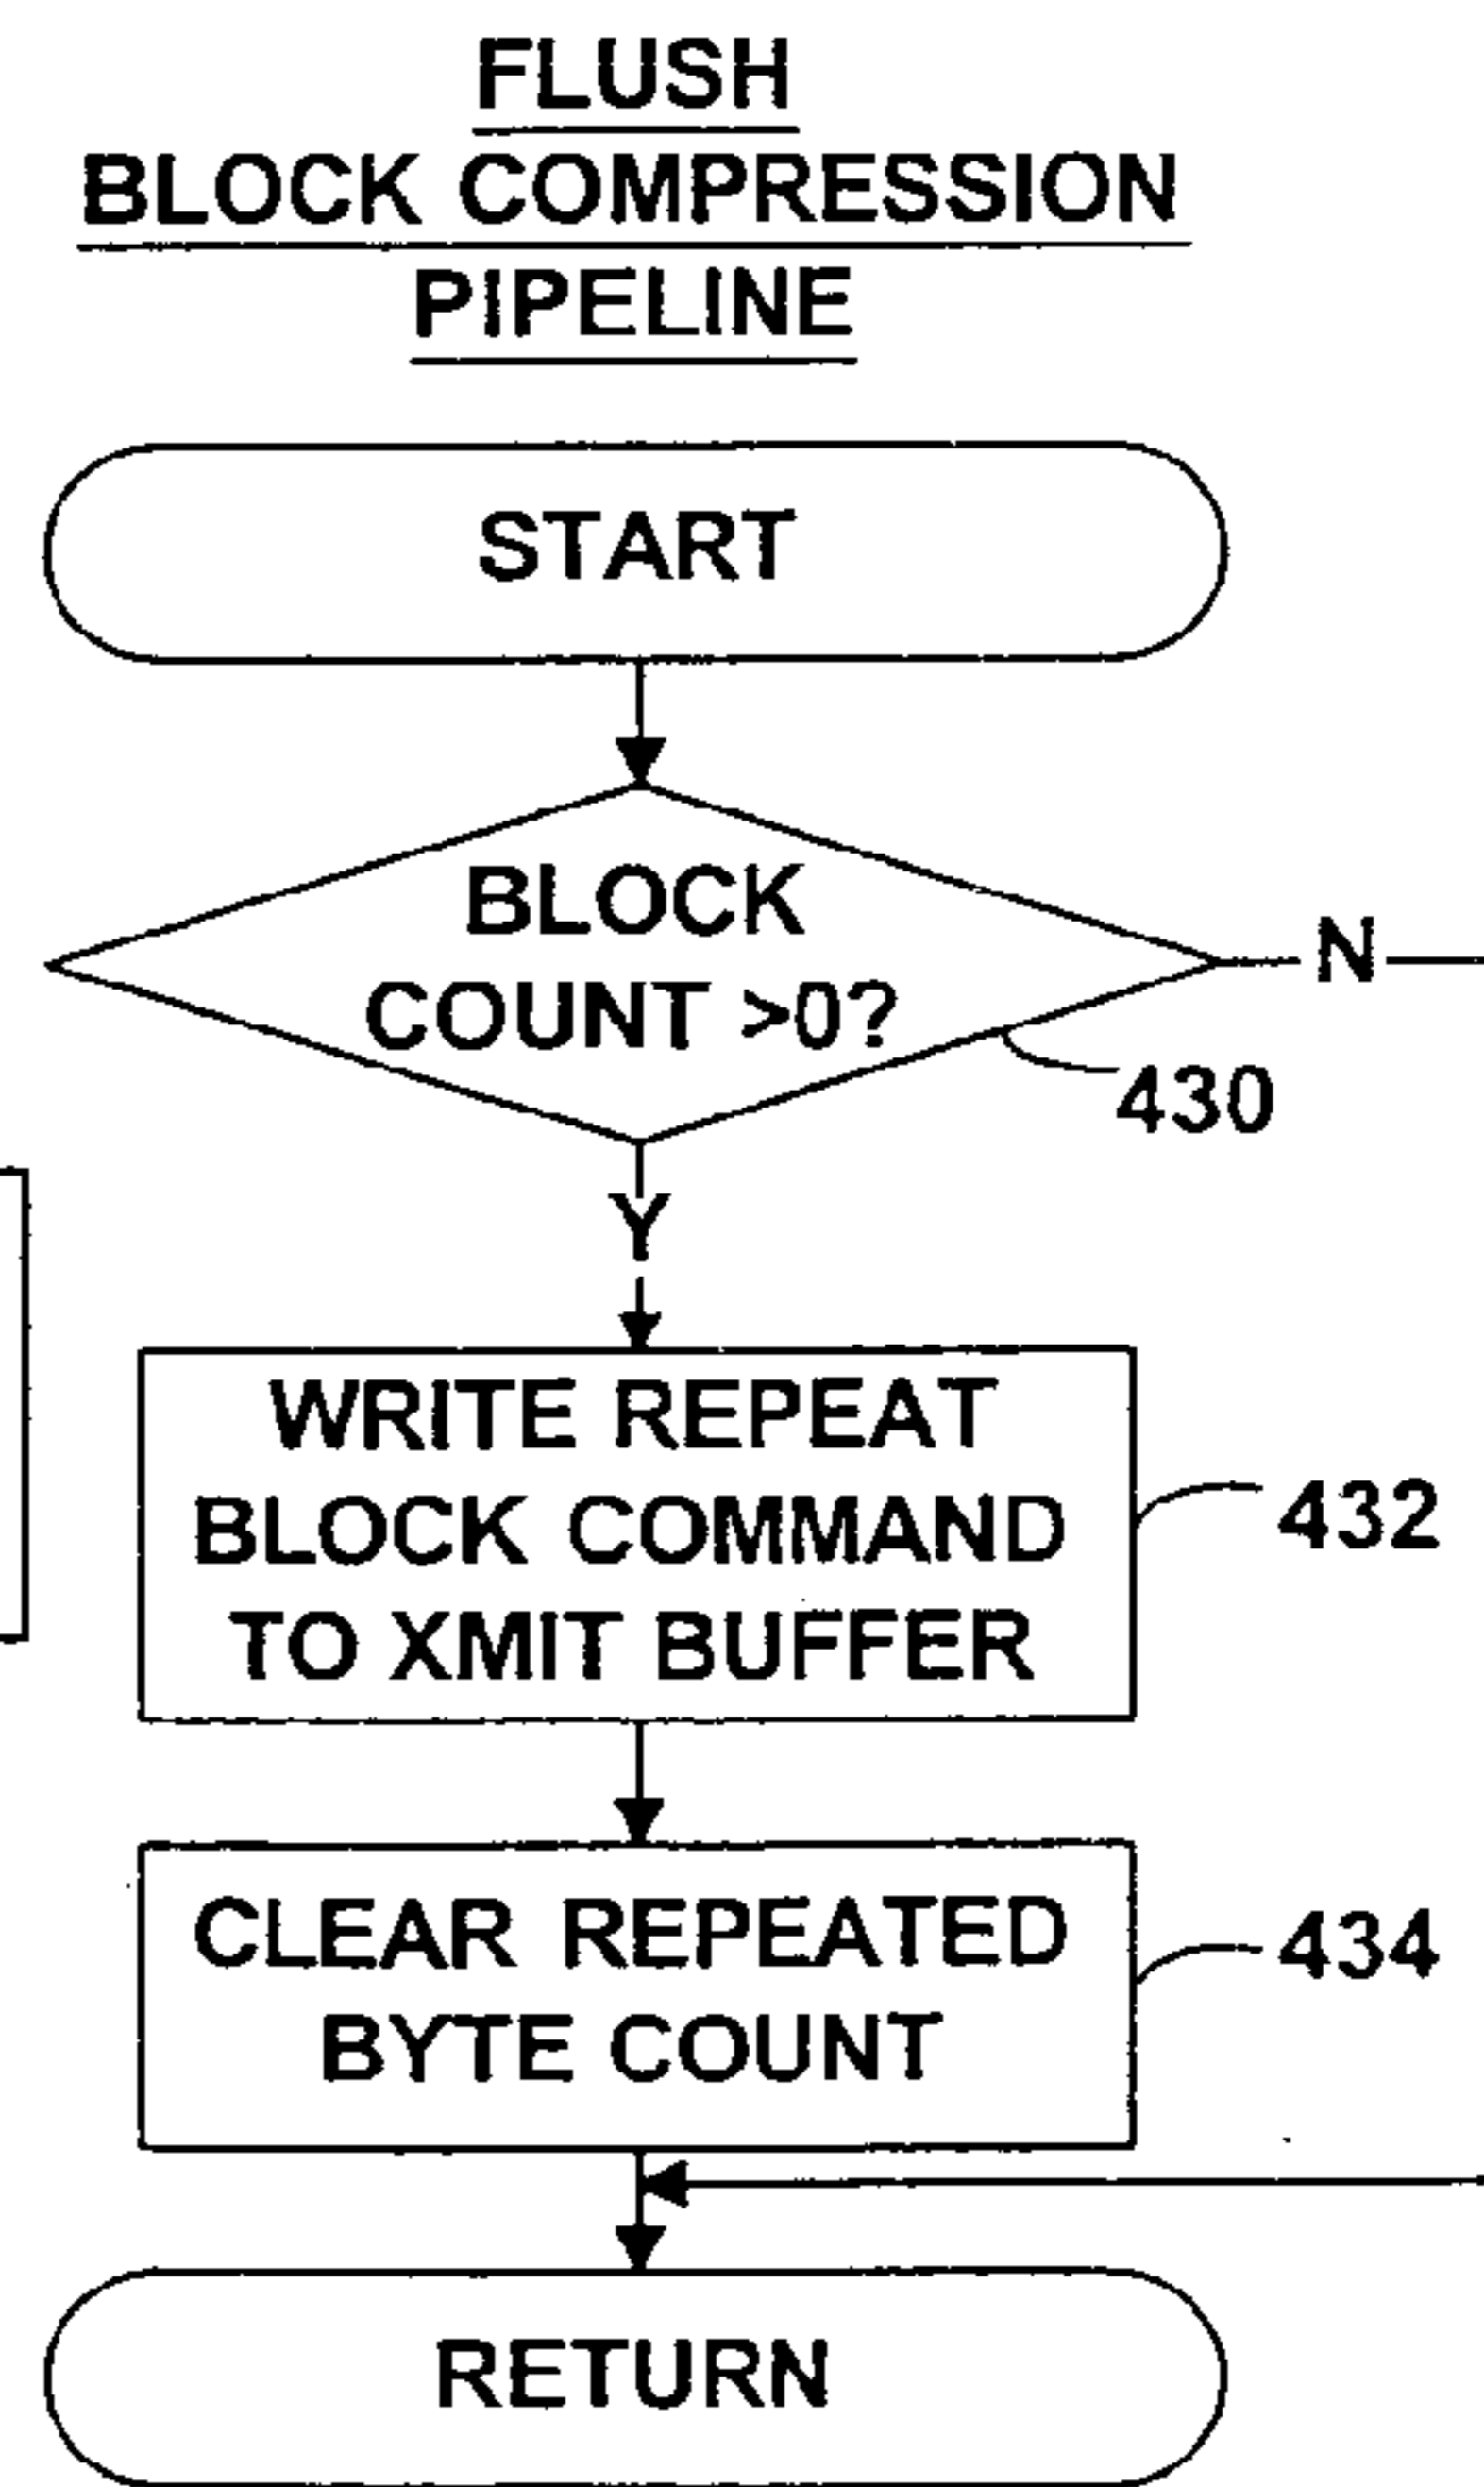 FLUSH
BLOCK COMPRESSION
PIPELINE
START
BLOCK
COUNT >0?
N
430
Y
WRITE REPEAT
BLOCK COMMAND
TO XMIT BUFFER
432
CLEAR REPEATED
BYTE COUNT
434
RETURN